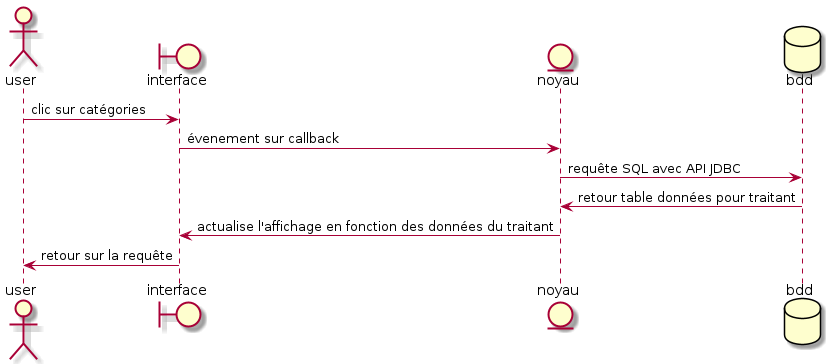 user
interface
noyau
bdd
clic sur catégories
évenement sur callback
requête SQL avec API JDBC
retour table données pour traitant
actualise l'affichage en fonction des données du traitant
retour sur la requête
user
interface
noyau
bdd